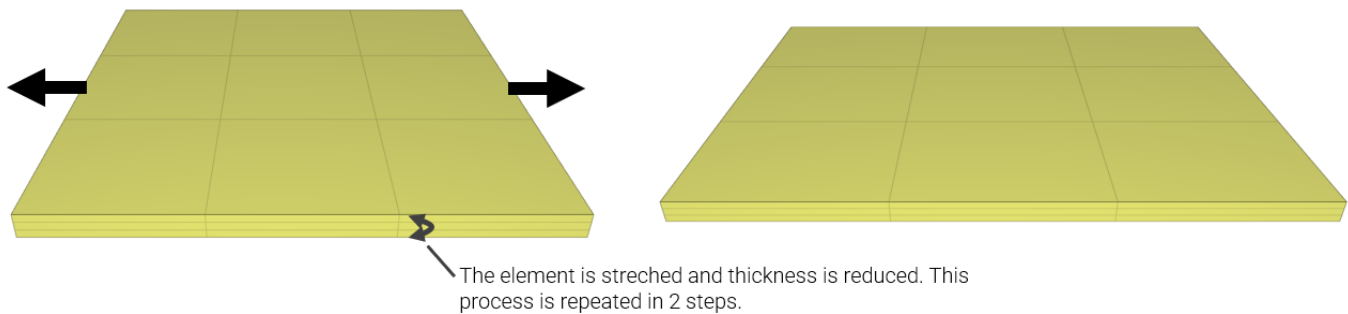 The element is streched and thickness is reduced. This
process is repeated in 2 steps.